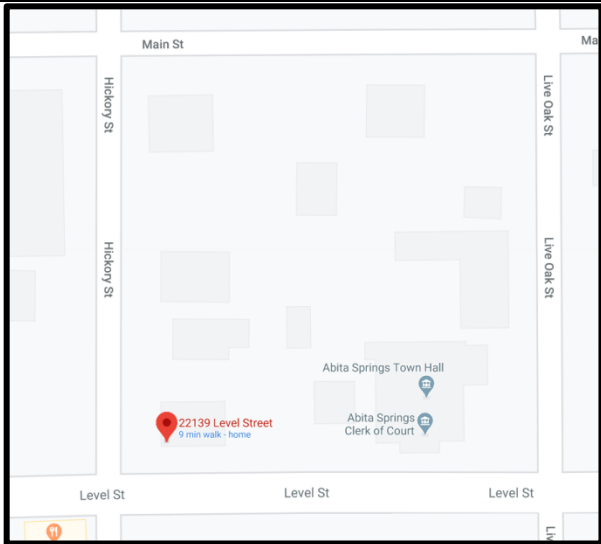 Main St
Ma
Hickory St
Live Oak St
Hickory St
Live Oak St
Abita Springs Town Hall
Abita Springs
Clerk of Court
22139 Level Street
9 min walk - home
Level St
Level St
Level St
Liv